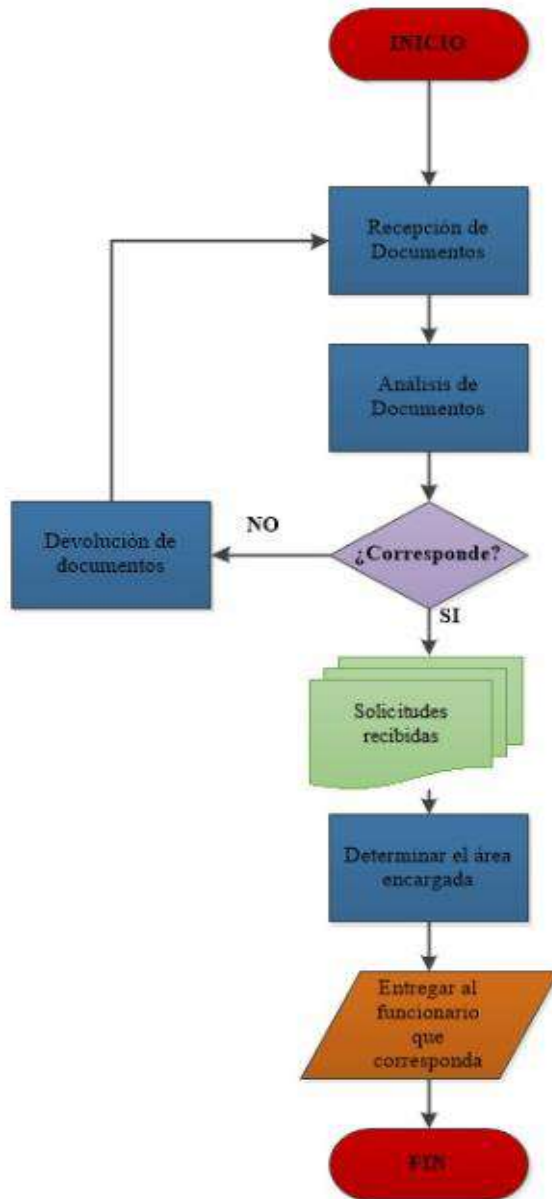 INICIO
Recepción de
Documentos
Análisis de
Documentos
¿Corresponde?
NO
Devolución de
documentos
SI
Solicitudes
recibidas
Determinar el área
encargada
Entregar al
funcionario
que
corresponda
FIN